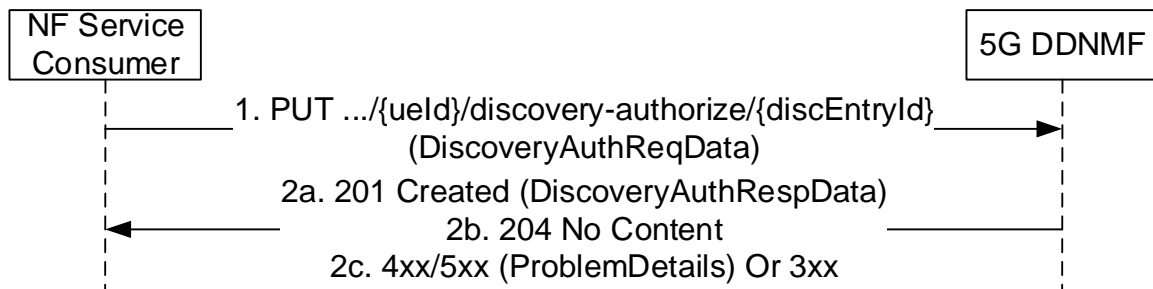 NF Service
Consumer
5G DDNMF
1. PUT .../{ueId}/discovery-authorize/{discEntryId}
(DiscoveryAuthReqData)
2a. 201 Created (DiscoveryAuthRespData)
2b. 204 No Content
2c. 4xx/5xx (ProblemDetails) Or 3xx